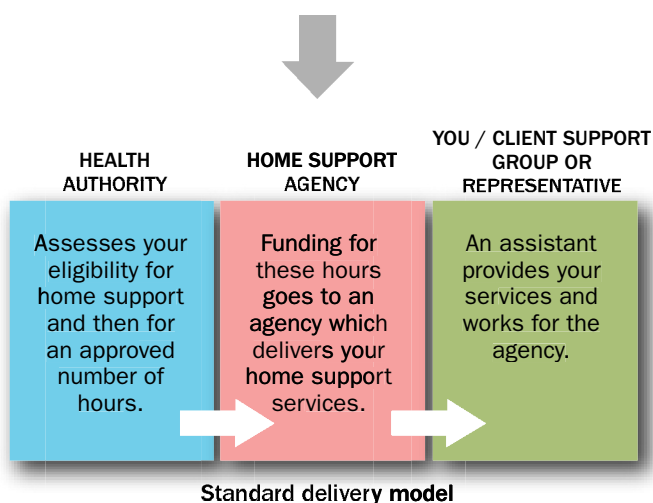 HEALTH
AUTHORITY
Assesses your
eligibility for
home support
and then for
an approved
number of
hours.
HOME SUPPORT
AGENCY
Funding for
these hours
goes to an
agency which
delivers your
home support
services.
YOU / CLIENT SUPPORT
GROUP OR
REPRESENTATIVE
An assistant
provides your
services and
works for the
agency.
Standard delivery model